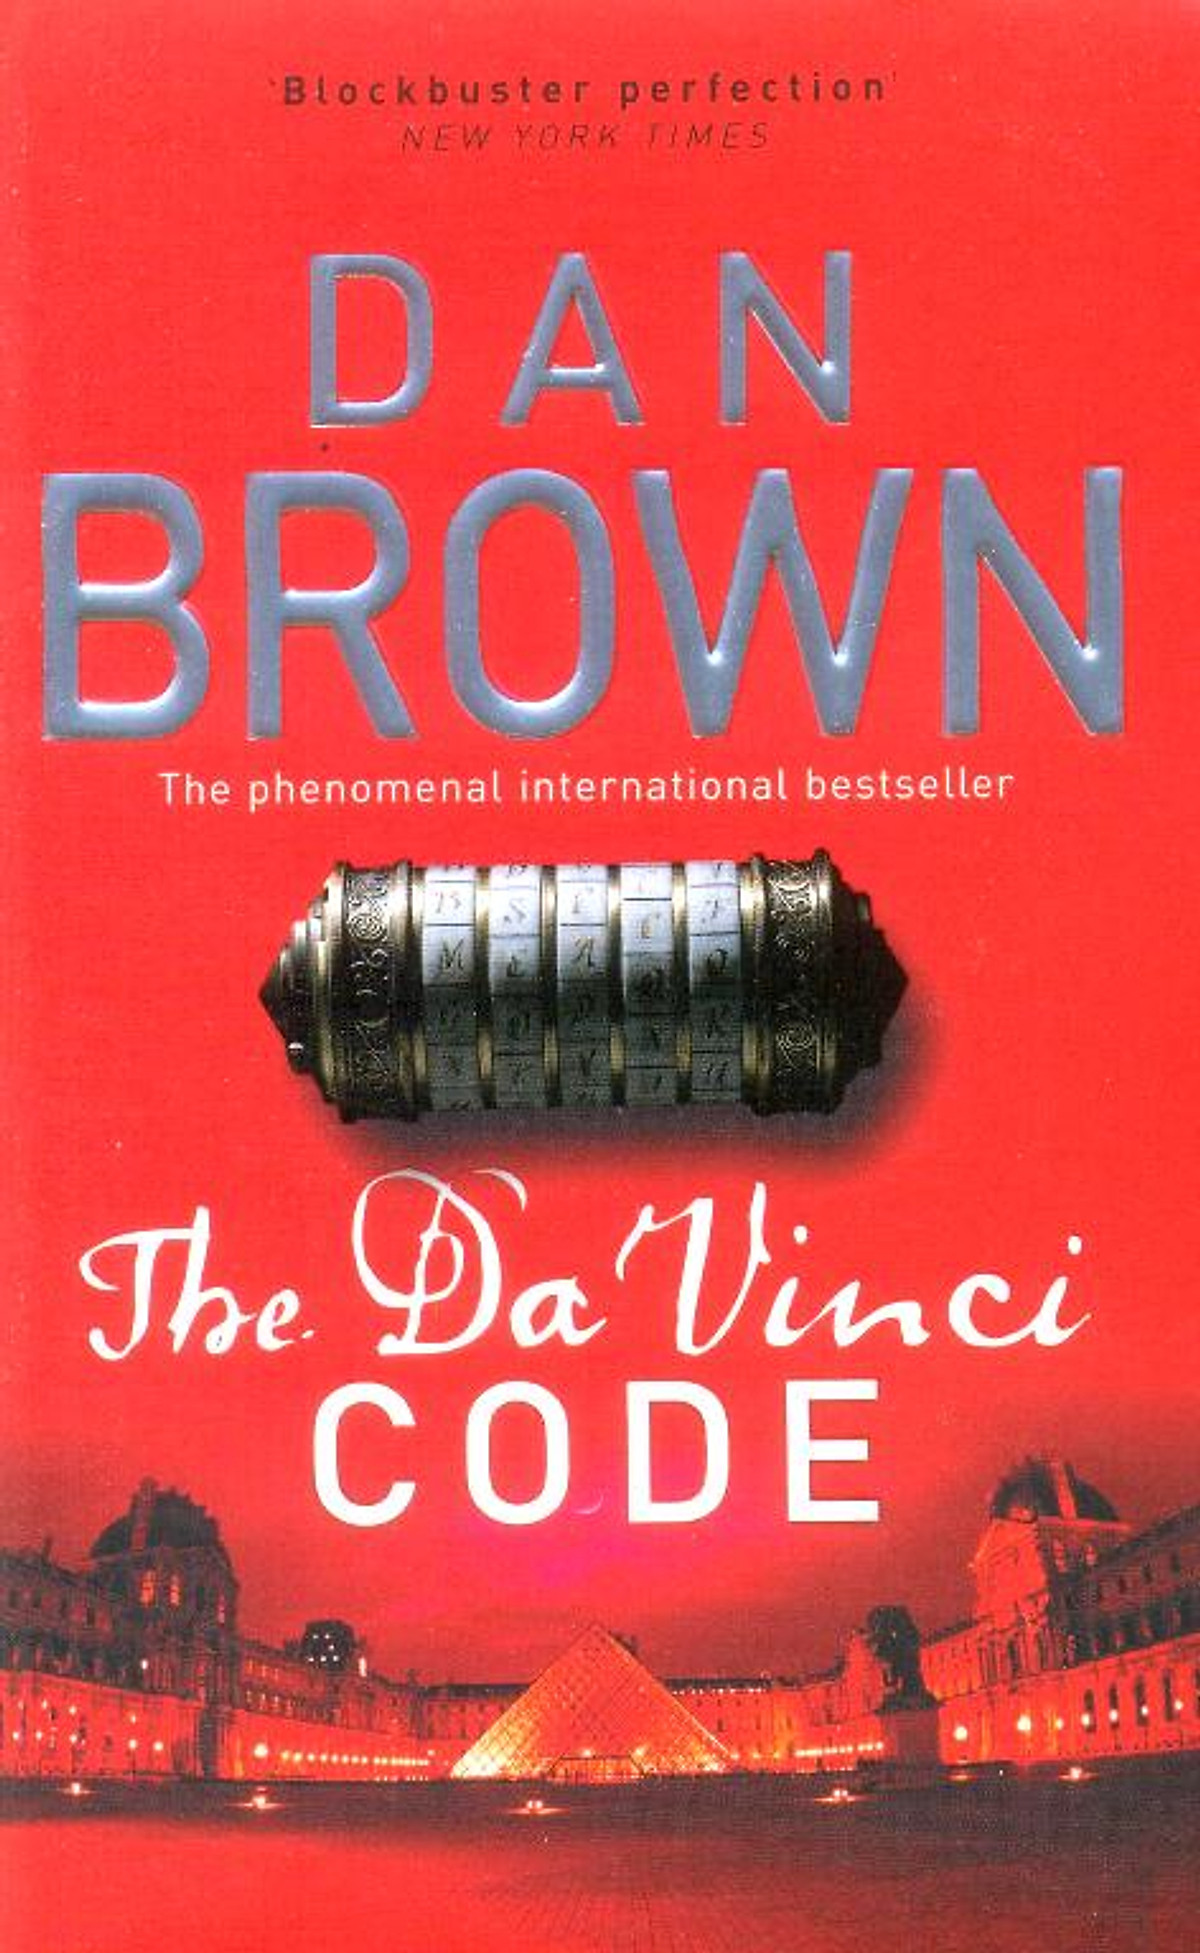 'Blockbuster perfection'
NEW YORK TIMES
DAN
BROWN
The phenomenal international bestseller
The Da Vinci
CODE